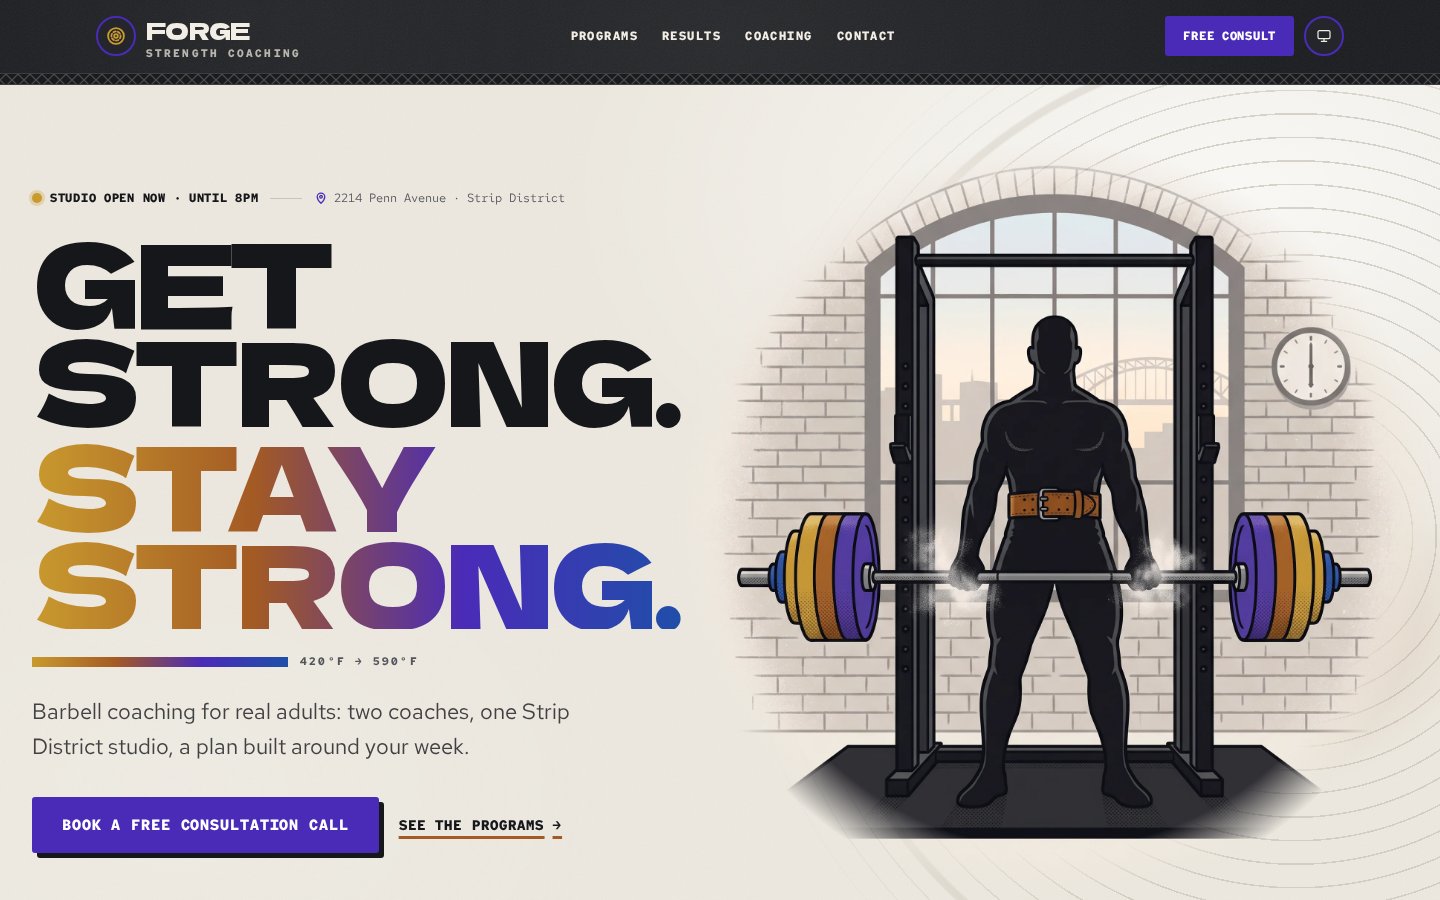 FORGE
STRENGTH COACHING
PROGRAMS RESULTS COACHING CONTACT
FREE CONSULT
STUDIO OPEN NOW · UNTIL 8PM
2214 Penn Avenue · Strip District
GET
STRONG.
STAY
STRONG.
420°F → 590°F
Barbell coaching for real adults: two coaches, one Strip
District studio, a plan built around your week.
BOOK A FREE CONSULTATION CALL
SEE THE PROGRAMS →